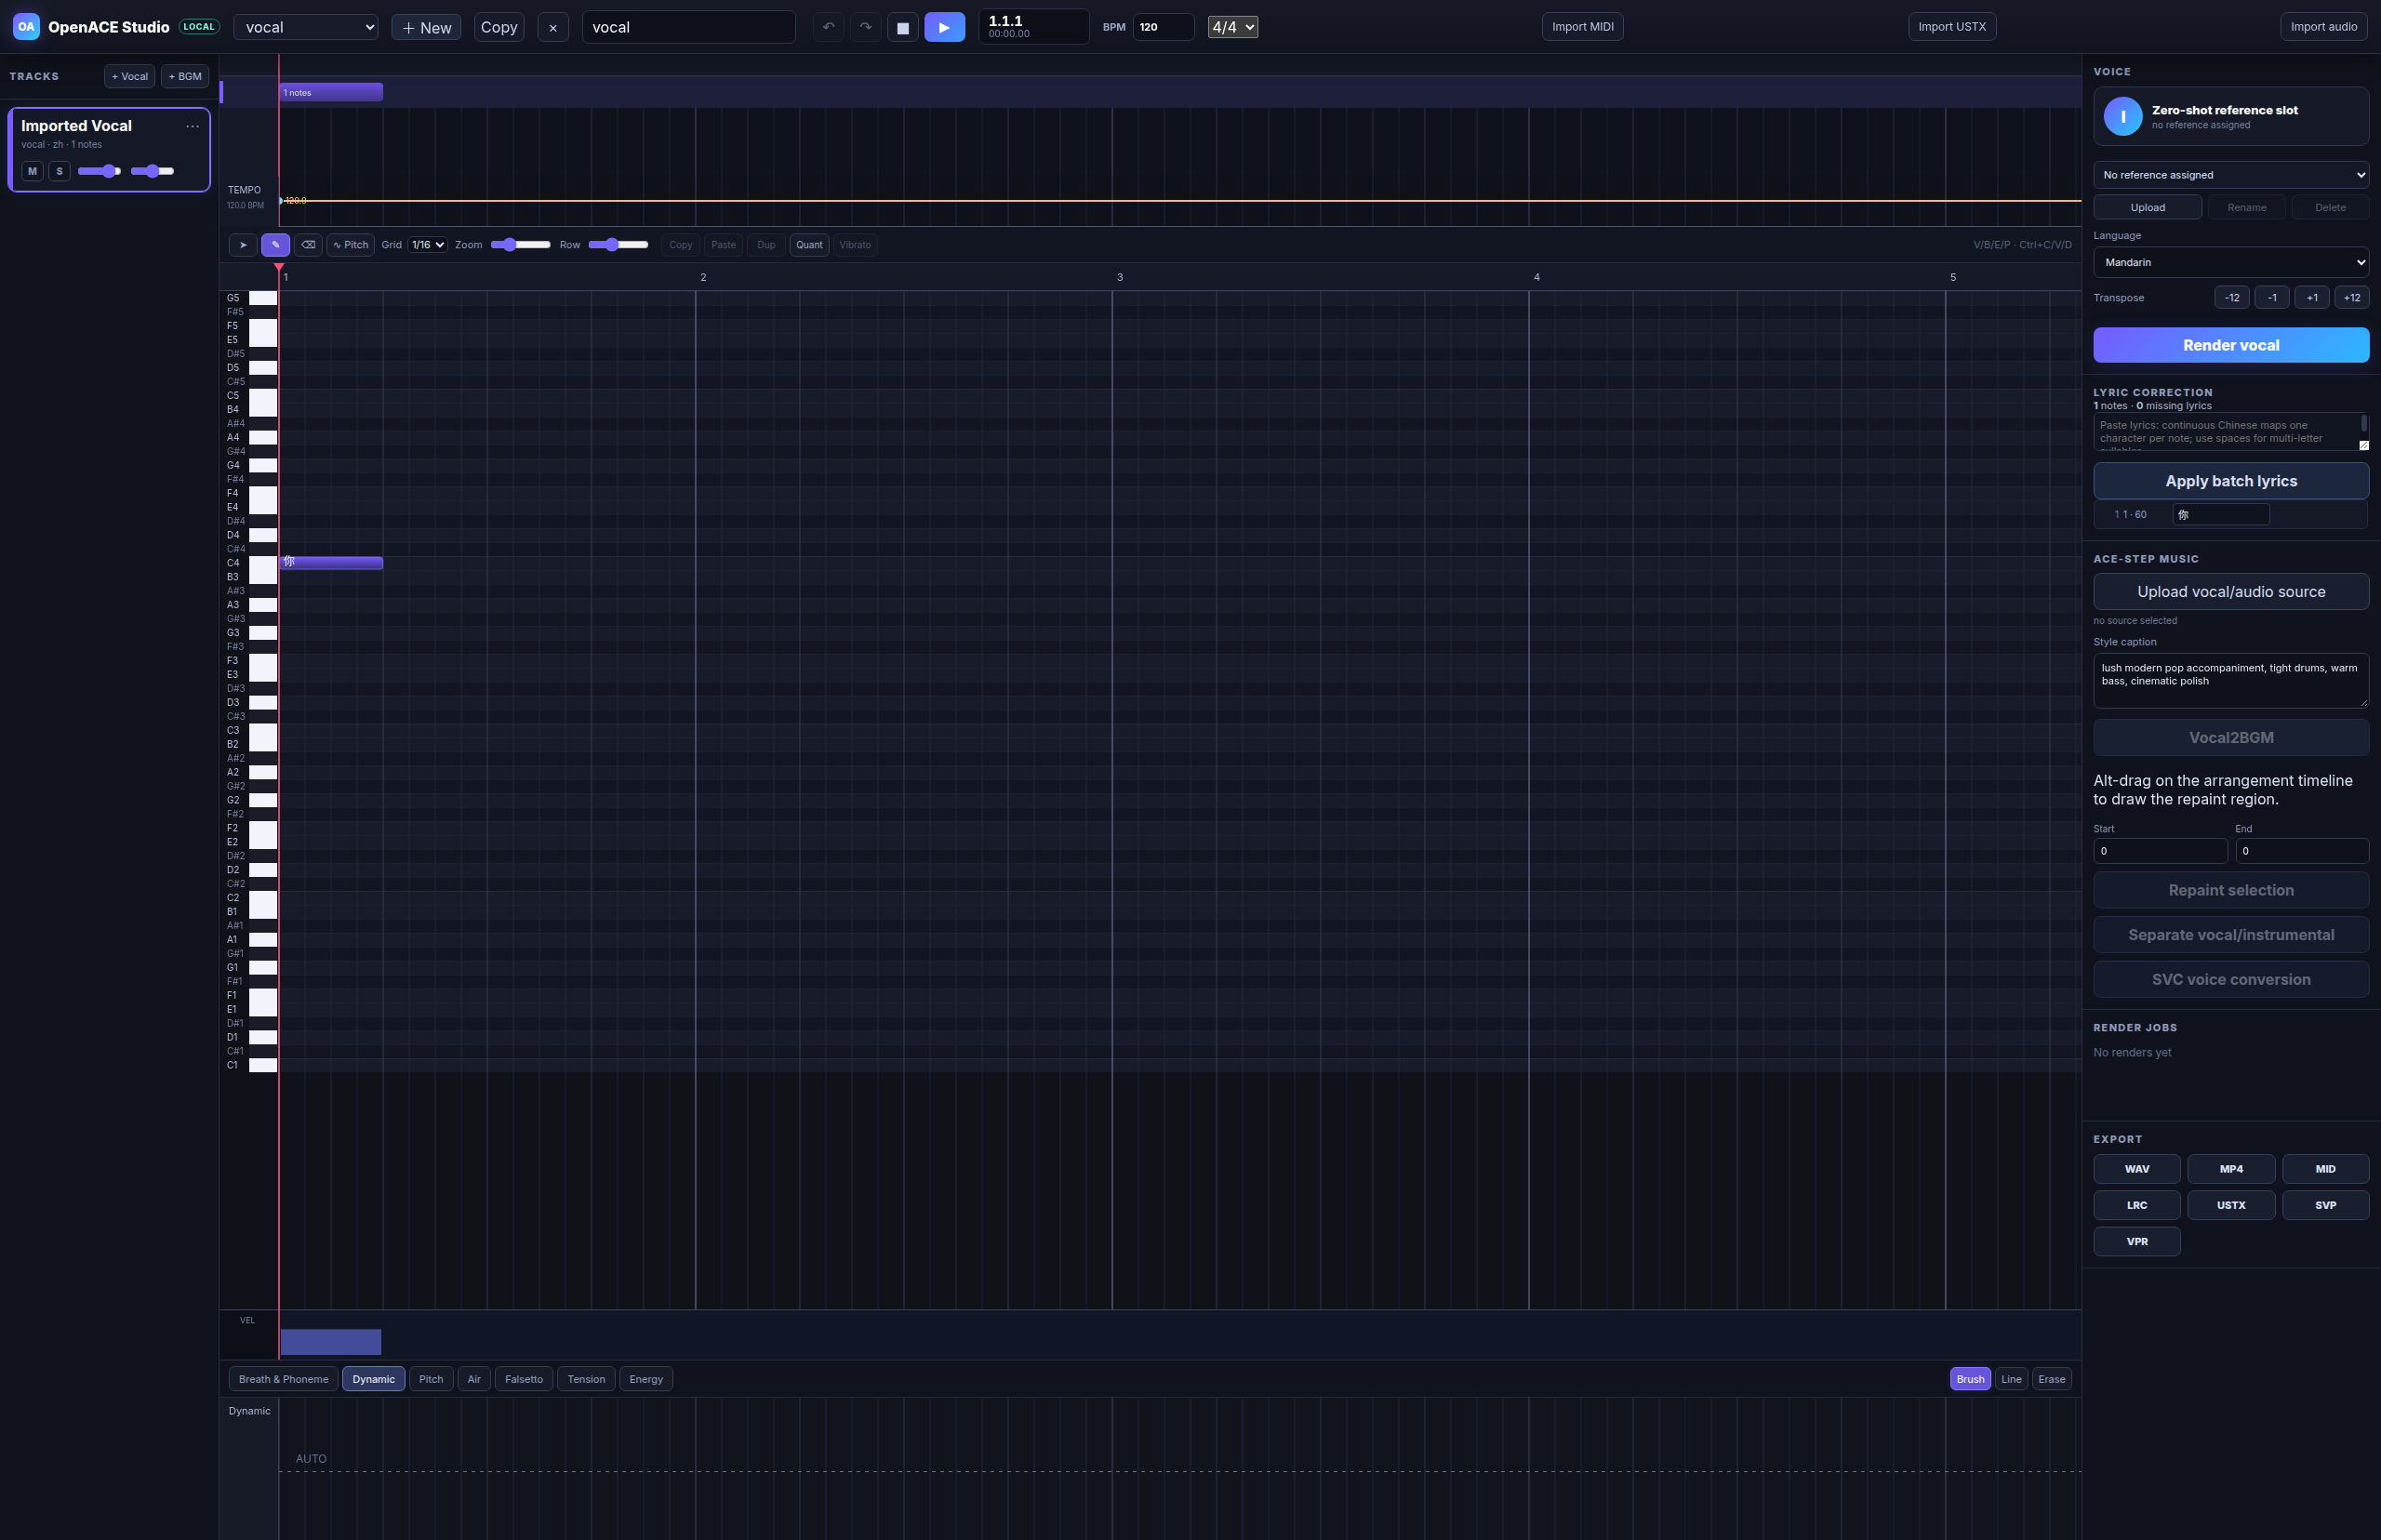 OA OpenACE Studio LOCAL vocal + New Copy × vocal 1.1.1 BPM 120 4/4 Import MIDI Import USTX Import audio
00:00.00
TRACKS + Vocal + BGM
Imported Vocal ...
vocal · zh · 1 notes
M S
1 notes
TEMPO
120.0 BPM
120.0
∿ Pitch Grid 1/16 Zoom Row Copy Paste Dup Quant Vibrato V/B/E/P · Ctrl+C/V/D
1 2 3 4 5
G5
F#5
F5
E5
D#5
D5
C#5
C5
B4
A#4
A4
G#4
G4
F#4
F4
E4
D#4
D4
C#4
C4 你
B3
A#3
A3
G#3
G3
F#3
F3
E3
D#3
D3
C#3
C3
B2
A#2
A2
G#2
G2
F#2
F2
E2
D#2
D2
C#2
C2
B1
A#1
A1
G#1
G1
F#1
F1
E1
D#1
D1
C#1
C1
VEL
Breath & Phoneme Dynamic Pitch Air Falsetto Tension Energy Brush Line Erase
Dynamic
AUTO
VOICE
I Zero-shot reference slot
no reference assigned
No reference assigned
Upload Rename Delete
Language
Mandarin
Transpose -12 -1 +1 +12
Render vocal
LYRIC CORRECTION
1 notes · 0 missing lyrics
Paste lyrics: continuous Chinese maps one
character per note; use spaces for multi-letter
Apply batch lyrics
1 1 · 60 你
ACE-STEP MUSIC
Upload vocal/audio source
no source selected
Style caption
lush modern pop accompaniment, tight drums, warm
bass, cinematic polish
Vocal2BGM
Alt-drag on the arrangement timeline
to draw the repaint region.
Start End
0 0
Repaint selection
Separate vocal/instrumental
SVC voice conversion
RENDER JOBS
No renders yet
EXPORT
WAV MP4 MID
LRC USTX SVP
VPR